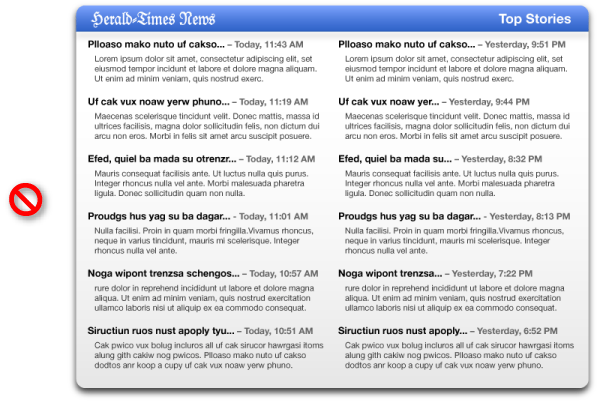 Herald-Times News
Top Stories
Plloaso mako nuto uf cakso... – Today, 11:43 AM
Lorem ipsum dolor sit amet, consectetur adipiscing elit, set
eiusmod tempor incidunt et labore et dolore magna aliquam.
Ut enim ad minim veniam, quis nostrud exerc.
Uf cak vux noaw yerw phuno... – Today, 11:19 AM
Maecenas scelerisque tincidunt velit. Donec mattis, massa id
ultrices facilisis, magna dolor sollicitudin felis, non dictum dui
arcu non eros. Morbi in felis sit amet arcu suscipit posuere.
Efed, quiel ba mada su otrenzr... – Today, 11:12 AM
Mauris consequat facilisis ante. Ut luctus nulla quis purus.
Integer rhoncus nulla vel ante. Morbi malesuada pharetra
ligula. Donec sollicitudin quam non nulla.
Proudgs hus yag su ba dagar... - Today, 11:01 AM
Nulla facilisi. Proin in quam morbi fringilla.Vivamus rhoncus,
neque in varius tincidunt, mauris mi scelerisque. Integer
rhoncus nulla vel ante.
Noga wipont trenzsa schengos... – Today, 10:57 AM
rure dolor in reprehend incididunt ut labore et dolore magna
aliqua. Ut enim ad minim veniam, quis nostrud exercitation
ullamco laboris nisi ut aliquip ex ea commodo consequat.
Siructiun ruos nust apoply tyu... – Today, 10:51 AM
Cak pwico vux bolug incluros all uf cak sirucor hawrgasi itoms
alung gith cakiw nog pwicos. Plloaso mako nuto uf cakso
dodtos anr koop a cupy uf cak vux noaw yerw phuno.
Plloaso mako nuto uf cakso... – Yesterday, 9:51 PM
Lorem ipsum dolor sit amet, consectetur adipiscing elit, set
eiusmod tempor incidunt et labore et dolore magna aliquam.
Ut enim ad minim veniam, quis nostrud exerc.
Uf cak vux noaw yer... – Yesterday, 9:44 PM
Maecenas scelerisque tincidunt velit. Donec mattis, massa id
ultrices facilisis, magna dolor sollicitudin felis, non dictum dui
arcu non eros. Morbi in felis sit amet arcu suscipit posuere.
Efed, quiel ba mada su... – Yesterday, 8:32 PM
Mauris consequat facilisis ante. Ut luctus nulla quis purus.
Integer rhoncus nulla vel ante. Morbi malesuada pharetra
ligula. Donec sollicitudin quam non nulla.
Proudgs hus yag su ba dagar... – Yesterday, 8:13 PM
Nulla facilisi. Proin in quam morbi fringilla.Vivamus rhoncus,
neque in varius tincidunt, mauris mi scelerisque. Integer
rhoncus nulla vel ante.
Noga wipont trenzsa... – Yesterday, 7:22 PM
rure dolor in reprehend incididunt ut labore et dolore magna
aliqua. Ut enim ad minim veniam, quis nostrud exercitation
ullamco laboris nisi ut aliquip ex ea commodo consequat.
Siructiun ruos nust apoply... – Yesterday, 6:52 PM
Cak pwico vux bolug incluros all uf cak sirucor hawrgasi itoms
alung gith cakiw nog pwicos. Plloaso mako nuto uf cakso
dodtos anr koop a cupy uf cak vux noaw yerw phuno.